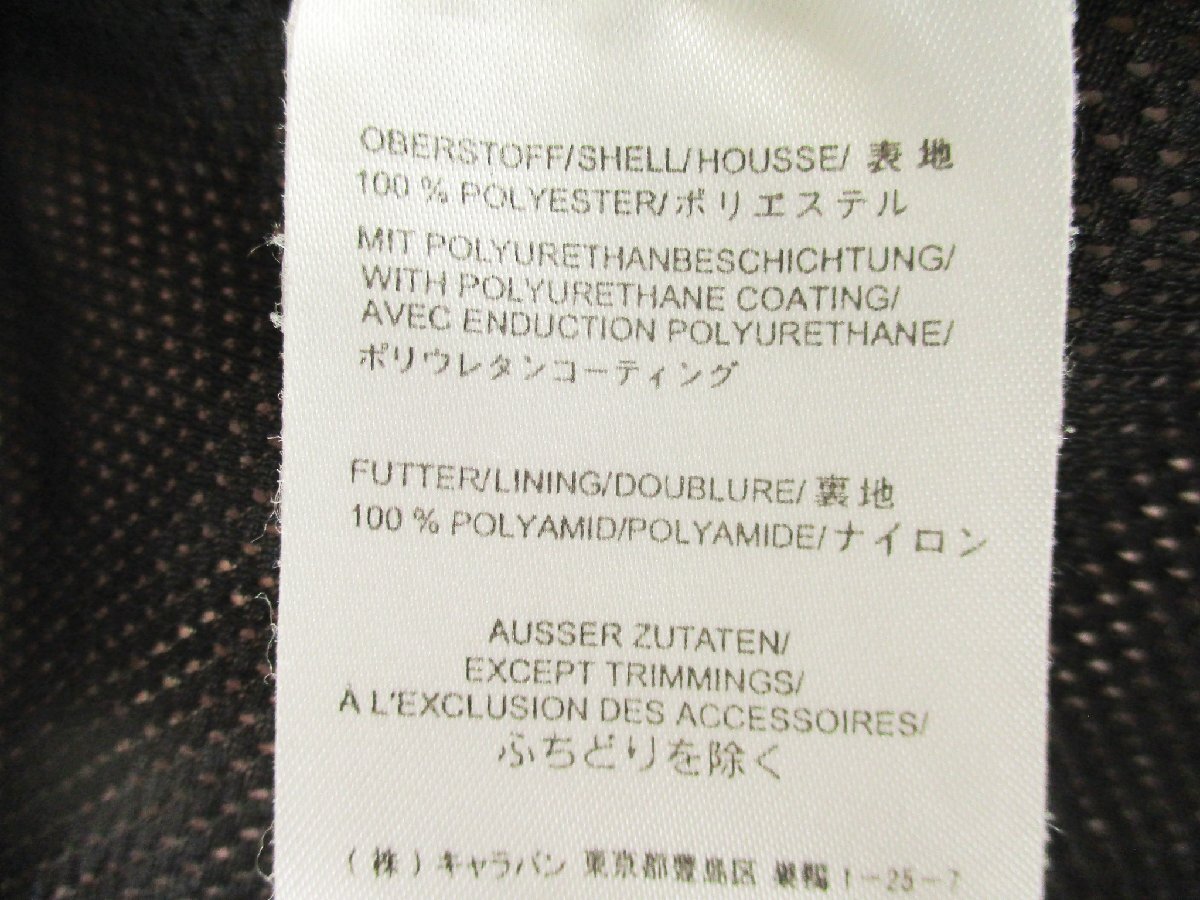 OBERSTOFF/SHELL/HOUSSE/ 表地
100 % POLYESTER/ポリエステル
MIT POLYURETHANBESCHICHTUNG/
WITH POLYURETHANE COATING/
AVEC ENDUCTION POLYURETHANE/
ポリウレタンコーティング
FUTTER/LINING/DOUBLURE/ 裏地
100 % POLYAMID/POLYAMIDE/ナイロン
AUSSER ZUTATEN/
EXCEPT TRIMMINGS/
À L'EXCLUSION DES ACCESSOIRES/
ふちどりを除く
(株) キャラバン 東京都豊島区 巣鴨 1-25-7